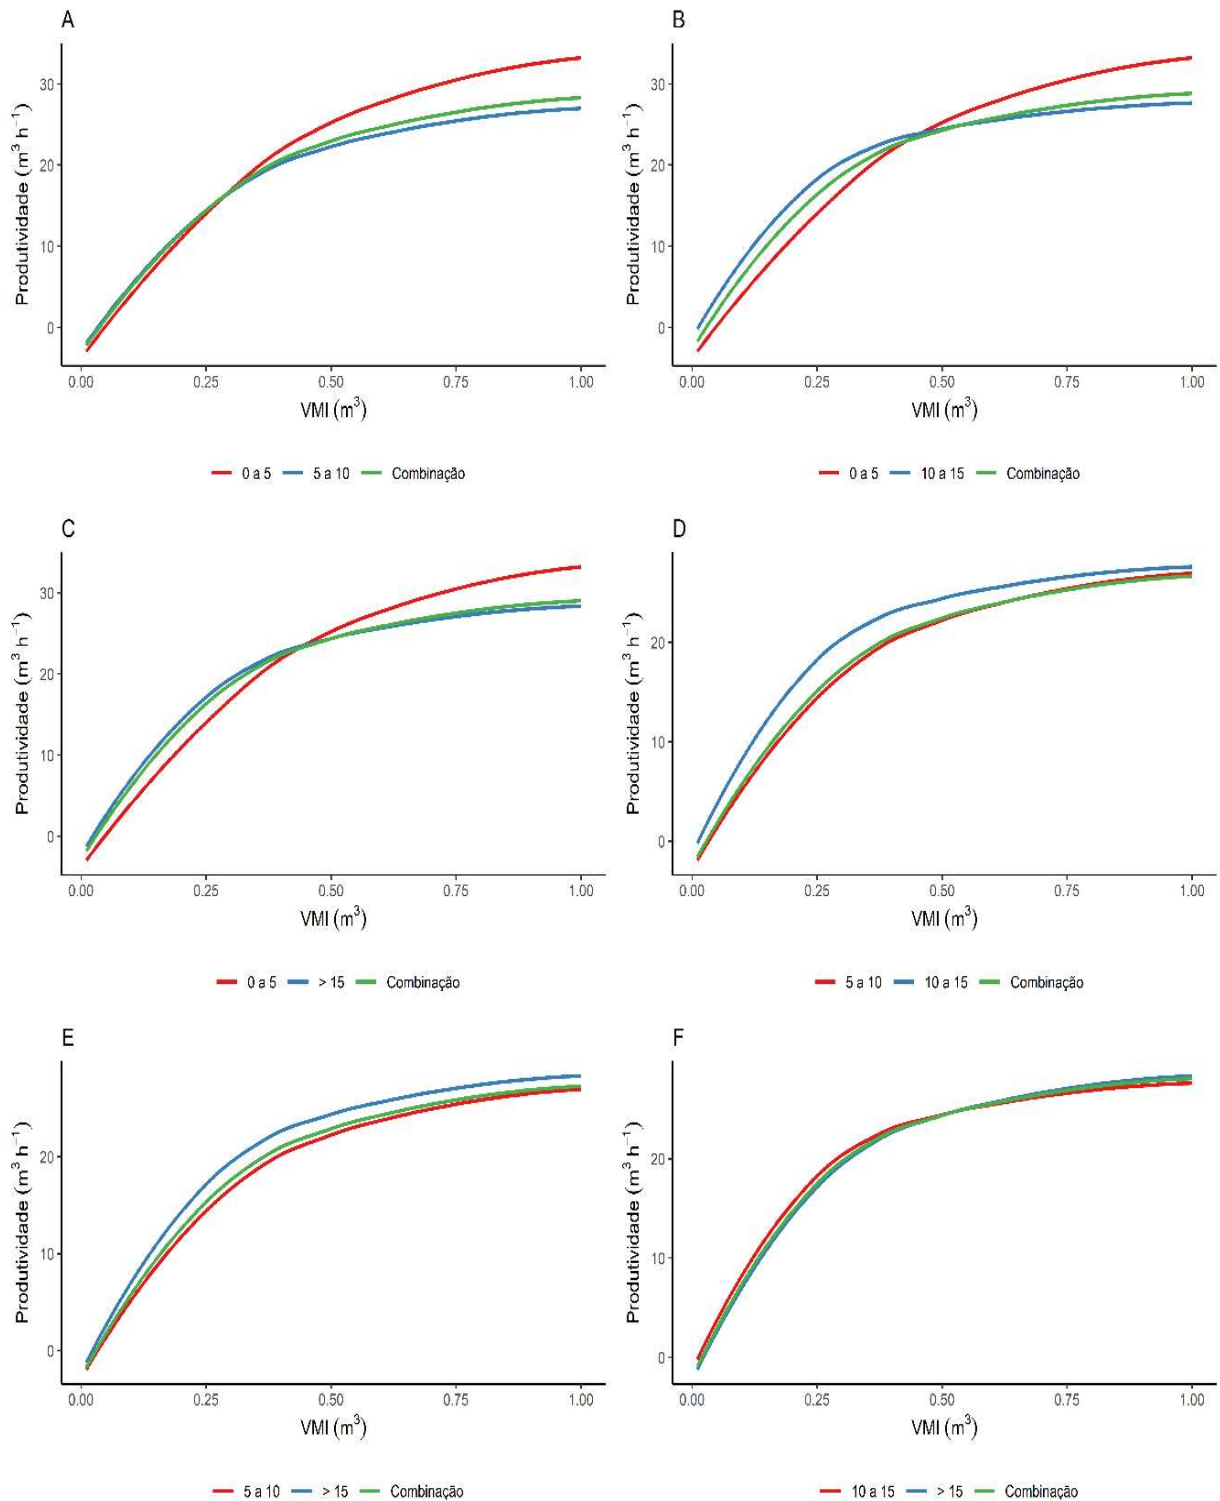 A
Produtividade (m³ h⁻¹)
30
20
10
0
0.00 0.25 0.50 0.75 1.00
VMI (m³)
0 a 5 5 a 10 Combinação
B
Produtividade (m³ h⁻¹)
30
20
10
0
0.00 0.25 0.50 0.75 1.00
VMI (m³)
0 a 5 10 a 15 Combinação
C
Produtividade (m³ h⁻¹)
30
20
10
0
0.00 0.25 0.50 0.75 1.00
VMI (m³)
0 a 5 > 15 Combinação
D
Produtividade (m³ h⁻¹)
20
10
0
0.00 0.25 0.50 0.75 1.00
VMI (m³)
5 a 10 10 a 15 Combinação
E
Produtividade (m³ h⁻¹)
20
10
0
0.00 0.25 0.50 0.75 1.00
VMI (m³)
5 a 10 > 15 Combinação
F
Produtividade (m³ h⁻¹)
20
10
0
0.00 0.25 0.50 0.75 1.00
VMI (m³)
10 a 15 > 15 Combinação